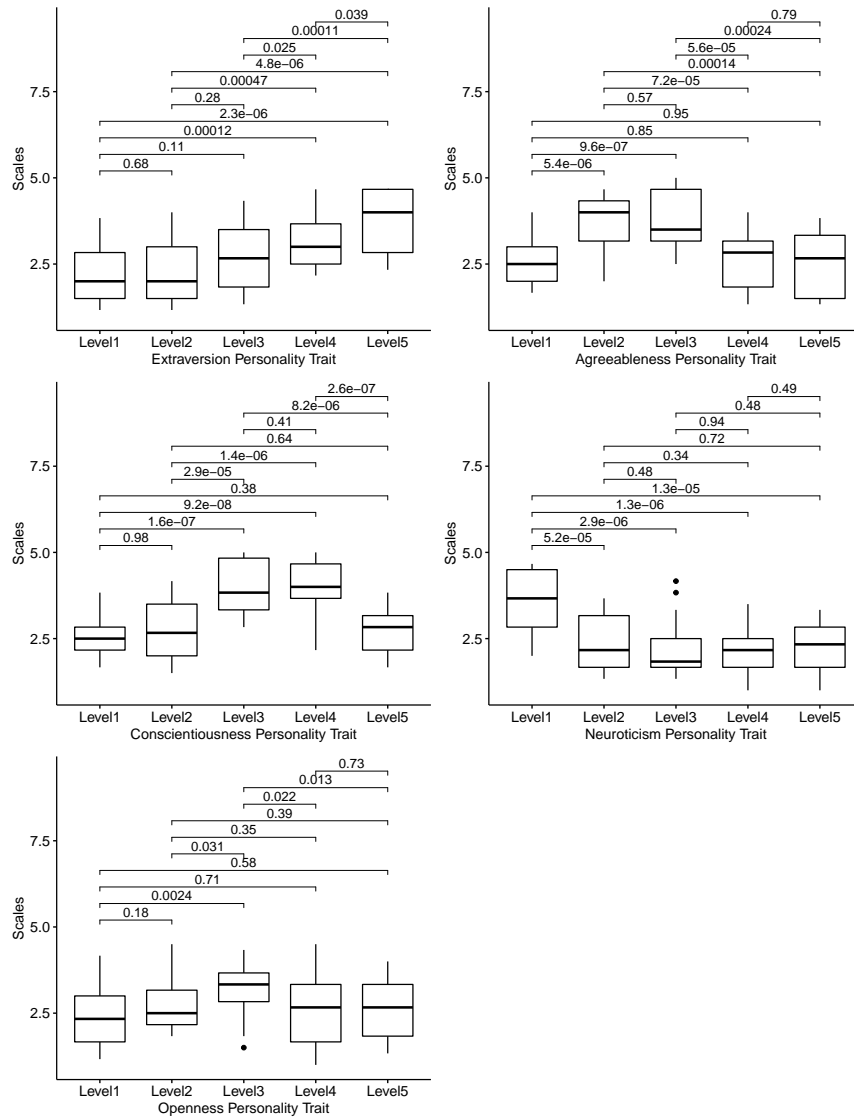 0.039
0.00011
0.025
4.8e−06
0.00047
0.28
2.3e−06
0.00012
0.11
0.68
7.5
5.0
2.5
Scales
Level1 Level2 Level3 Level4 Level5
Extraversion Personality Trait
0.79
0.00024
5.6e−05
0.00014
7.2e−05
0.57
0.95
0.85
9.6e−07
5.4e−06
7.5
5.0
2.5
Scales
Level1 Level2 Level3 Level4 Level5
Agreeableness Personality Trait
2.6e−07
8.2e−06
0.41
0.64
1.4e−06
2.9e−05
0.38
9.2e−08
1.6e−07
0.98
7.5
5.0
2.5
Scales
Level1 Level2 Level3 Level4 Level5
Conscientiousness Personality Trait
0.49
0.48
0.94
0.72
0.34
0.48
1.3e−05
1.3e−06
2.9e−06
5.2e−05
7.5
5.0
2.5
Scales
Level1 Level2 Level3 Level4 Level5
Neuroticism Personality Trait
0.73
0.013
0.022
0.39
0.35
0.031
0.58
0.71
0.0024
0.18
7.5
5.0
2.5
Scales
Level1 Level2 Level3 Level4 Level5
Openness Personality Trait